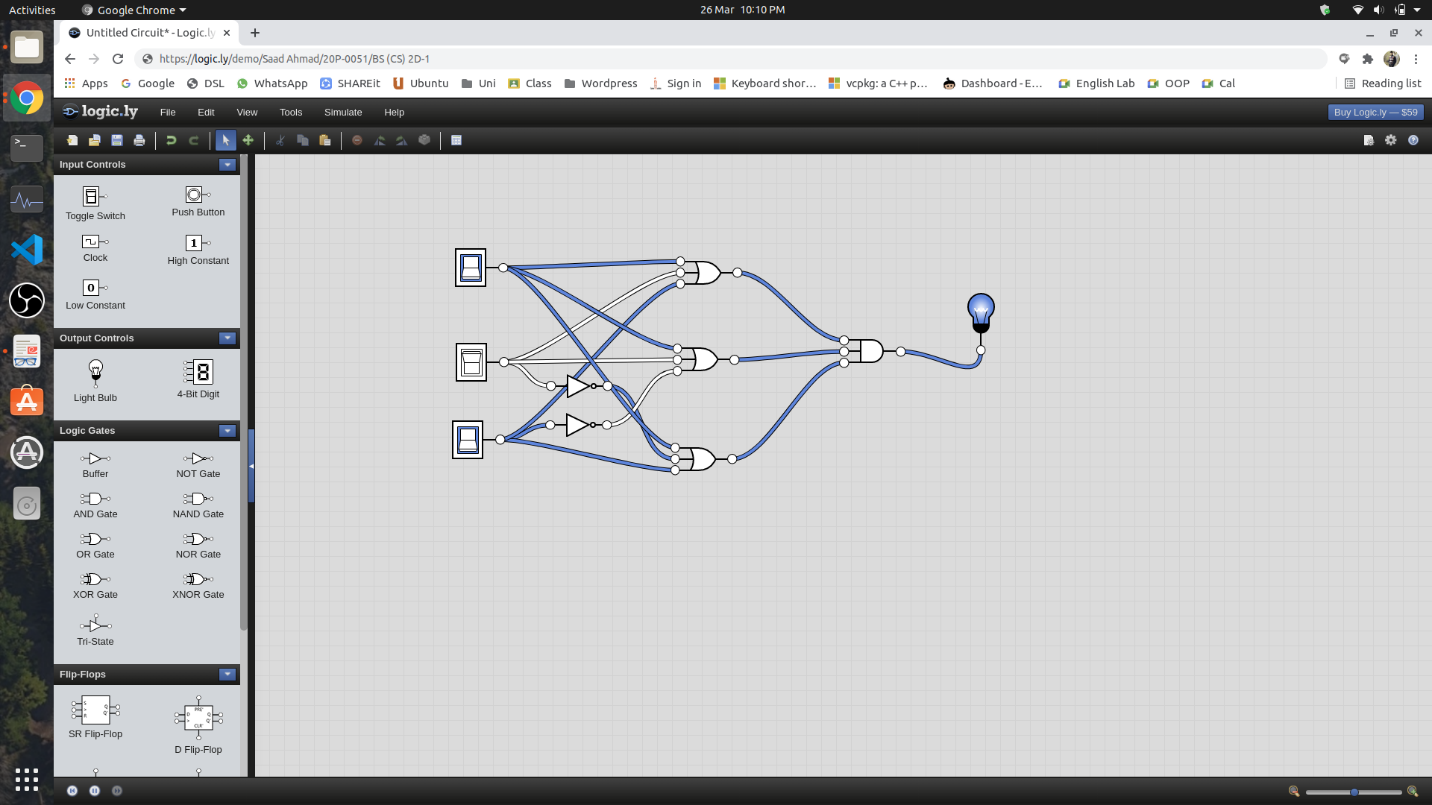 Activities Google Chrome 26 Mar 10:10 PM
Untitled Circuit* - Logic.ly
https://logic.ly/demo/Saad Ahmad/20P-0051/BS (CS) 2D-1
Apps Google DSL WhatsApp SHAREit Ubuntu Uni Class Wordpress Sign in Keyboard shor... vcpkg: a C++ p... Dashboard - E... English Lab OOP Cal Reading list
logic.ly File Edit View Tools Simulate Help Buy Logic.ly — $59
Input Controls
Toggle Switch Push Button
Clock 1 High Constant
0 Low Constant
Output Controls
Light Bulb 8 4-Bit Digit
Logic Gates
Buffer NOT Gate
AND Gate NAND Gate
OR Gate NOR Gate
XOR Gate XNOR Gate
Tri-State
Flip-Flops
SR Flip-Flop D Flip-Flop